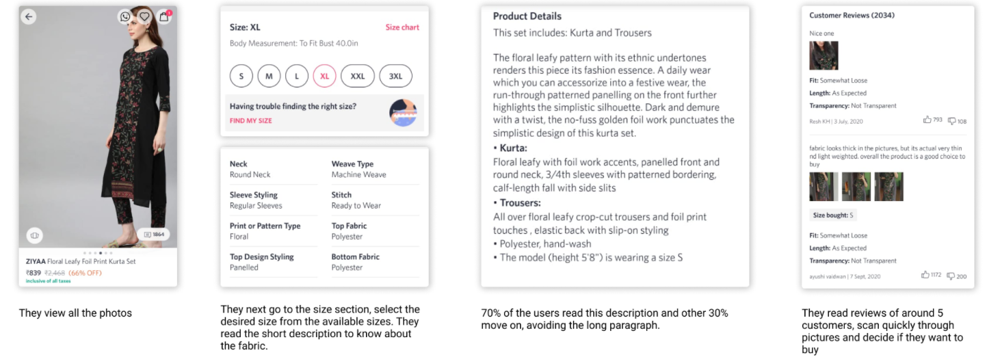 1
1864
ZIYAA Floral Leafy Foil Print Kurta Set
₹839 ₹2,468 (66% OFF)
inclusive of all taxes
They view all the photos
Size: XL
Size chart
Body Measurement: To Fit Bust 40.0in
S
M
L
XL
XXL
3XL
Having trouble finding the right size?
FIND MY SIZE
Neck
Round Neck
Weave Type
Machine Weave
Sleeve Styling
Regular Sleeves
Stitch
Ready to Wear
Print or Pattern Type
Floral
Top Fabric
Polyester
Top Design Styling
Panelled
Bottom Fabric
Polyester
They next go to the size section, select the
desired size from the available sizes. They
read the short description to know about
the fabric.
Product Details
This set includes: Kurta and Trousers
The floral leafy pattern with its ethnic undertones
renders this piece its fashion essence. A daily wear
which you can accessorize into a festive wear, the
run-through patterned panelling on the front further
highlights the simplistic silhouette. Dark and demure
with a twist, the no-fuss golden foil work punctuates the
simplistic design of this kurta set.
• Kurta:
Floral leafy with foil work accents, panelled front and
round neck, 3/4th sleeves with patterned bordering,
calf-length fall with side slits
• Trousers:
All over floral leafy crop-cut trousers and foil print
touches , elastic back with slip-on styling
• Polyester, hand-wash
• The model (height 5'8") is wearing a size S
70% of the users read this description and other 30%
move on, avoiding the long paragraph.
Customer Reviews (2034)
Nice one
Fit: Somewhat Loose
Length: As Expected
Transparency: Not Transparent
Resh KH | 3 July, 2020
793
108
fabric looks thick in the pictures, but its actual very thin
nd light weighted. overall the product is a good choice to
buy
Size bought: S
Fit: Somewhat Loose
Length: As Expected
Transparency: Not Transparent
ayushi vaidwan | 7 Sept, 2020
1172
200
They read reviews of around 5
customers, scan quickly through
pictures and decide if they want to
buy